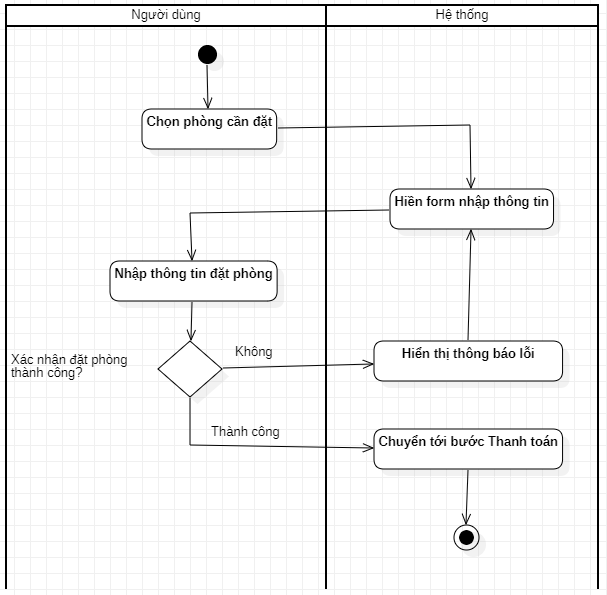 Người dùng
Hệ thống
Chọn phòng cần đặt
Hiền form nhập thông tin
Nhập thông tin đặt phòng
Xác nhận đặt phòng
thành công?
Không
Hiển thị thông báo lỗi
Thành công
Chuyển tới bước Thanh toán